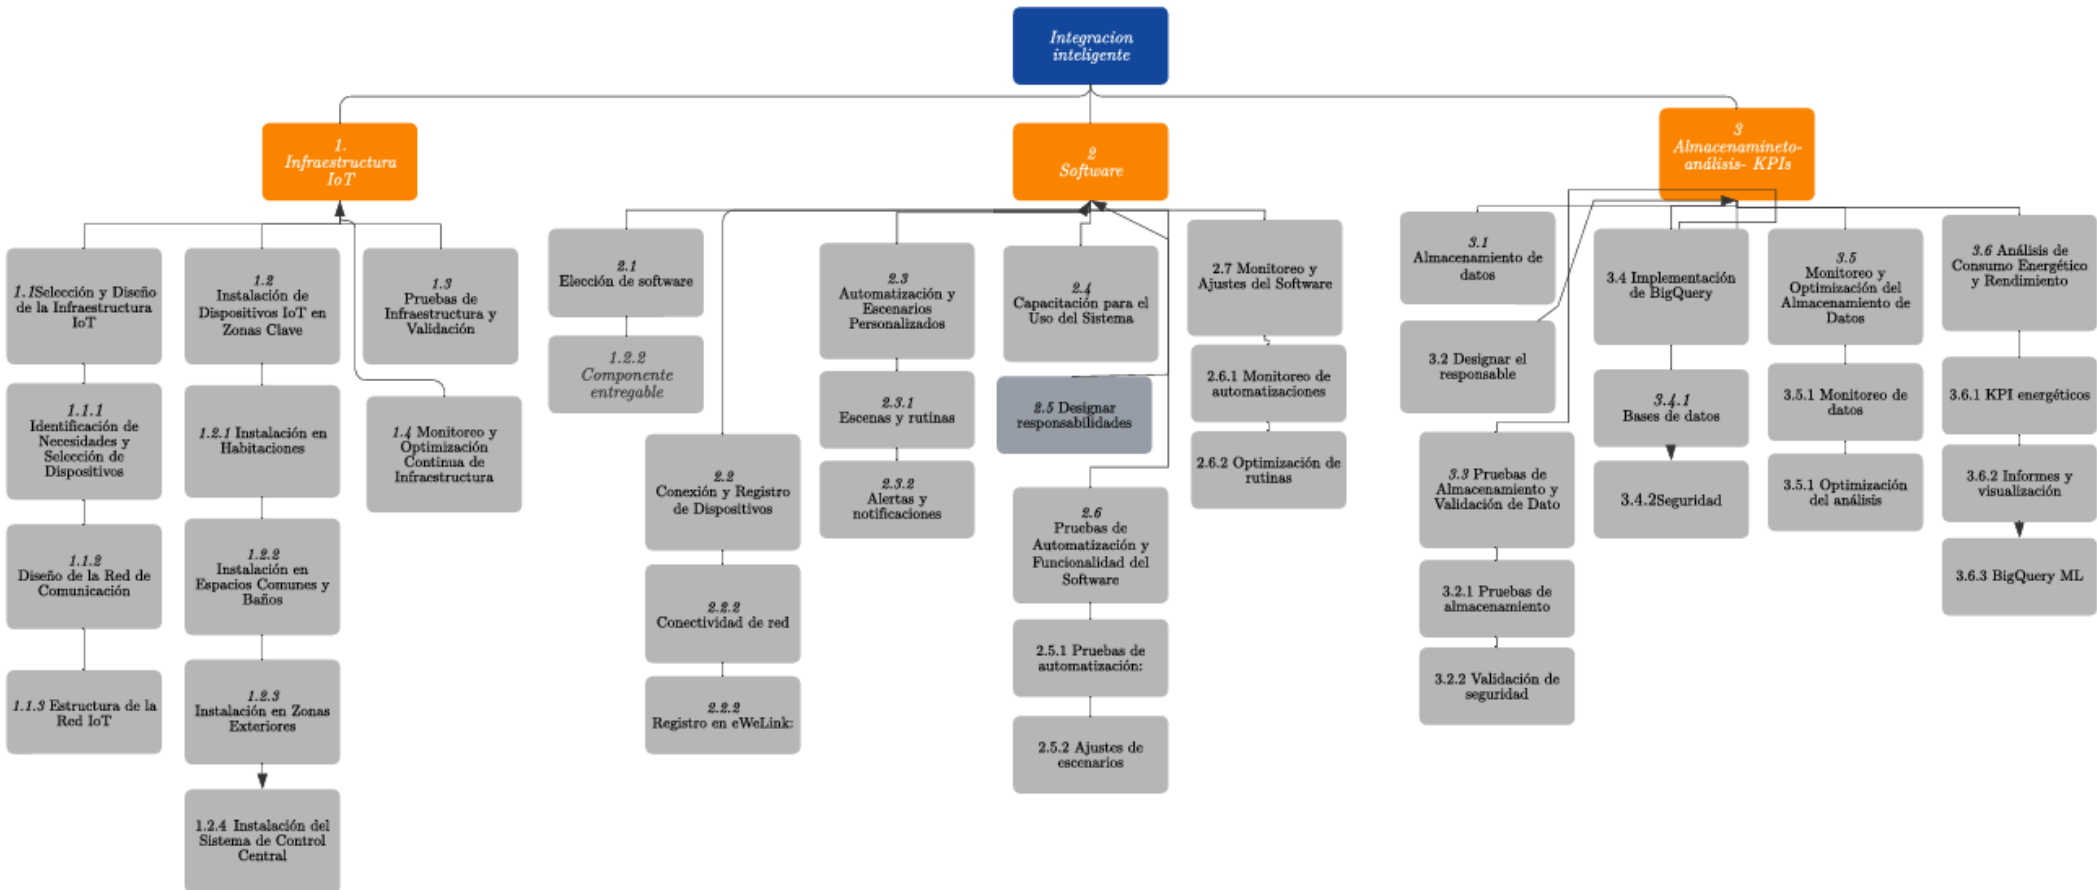 Integracion
inteligente
1.
Infraestructura
IoT
2
Software
3
Almacenamineto-
análisis- KPIs
1.1Selección y Diseño
de la Infraestructura
IoT
1.1.1
Identificación de
Necesidades y
Selección de
Dispositivos
1.1.2
Diseño de la Red de
Comunicación
1.1.3 Estructura de la
Red IoT
1.2
Instalación de
Dispositivos IoT en
Zonas Clave
1.2.1 Instalación en
Habitaciones
1.2.2
Instalación en
Espacios Comunes y
Baños
1.2.3
Instalación en Zonas
Exteriores
1.2.4 Instalación del
Sistema de Control
Central
1.3
Pruebas de
Infraestructura y
Validación
1.4 Monitoreo y
Optimización
Continua de
Infraestructura
2.1
Elección de software
1.2.2
Componente
entregable
2.2
Conexión y Registro
de Dispositivos
2.2.2
Conectividad de red
2.2.2
Registro en eWeLink:
2.3
Automatización y
Escenarios
Personalizados
2.3.1
Escenas y rutinas
2.3.2
Alertas y
notificaciones
2.4
Capacitación para el
Uso del Sistema
2.5 Designar
responsabilidades
2.6
Pruebas de
Automatización y
Funcionalidad del
Software
2.5.1 Pruebas de
automatización:
2.5.2 Ajustes de
escenarios
2.7 Monitoreo y
Ajustes del Software
2.6.1 Monitoreo de
automatizaciones
2.6.2 Optimización de
rutinas
3.1
Almacenamiento de
datos
3.2 Designar el
responsable
3.3 Pruebas de
Almacenamiento y
Validación de Dato
3.2.1 Pruebas de
almacenamiento
3.2.2 Validación de
seguridad
3.4 Implementación
de BigQuery
3.4.1
Bases de datos
3.4.2Seguridad
3.5
Monitoreo y
Optimización del
Almacenamiento de
Datos
3.5.1 Monitoreo de
datos
3.5.1 Optimización
del análisis
3.6 Análisis de
Consumo Energético
y Rendimiento
3.6.1 KPI energéticos
3.6.2 Informes y
visualización
3.6.3 BigQuery ML